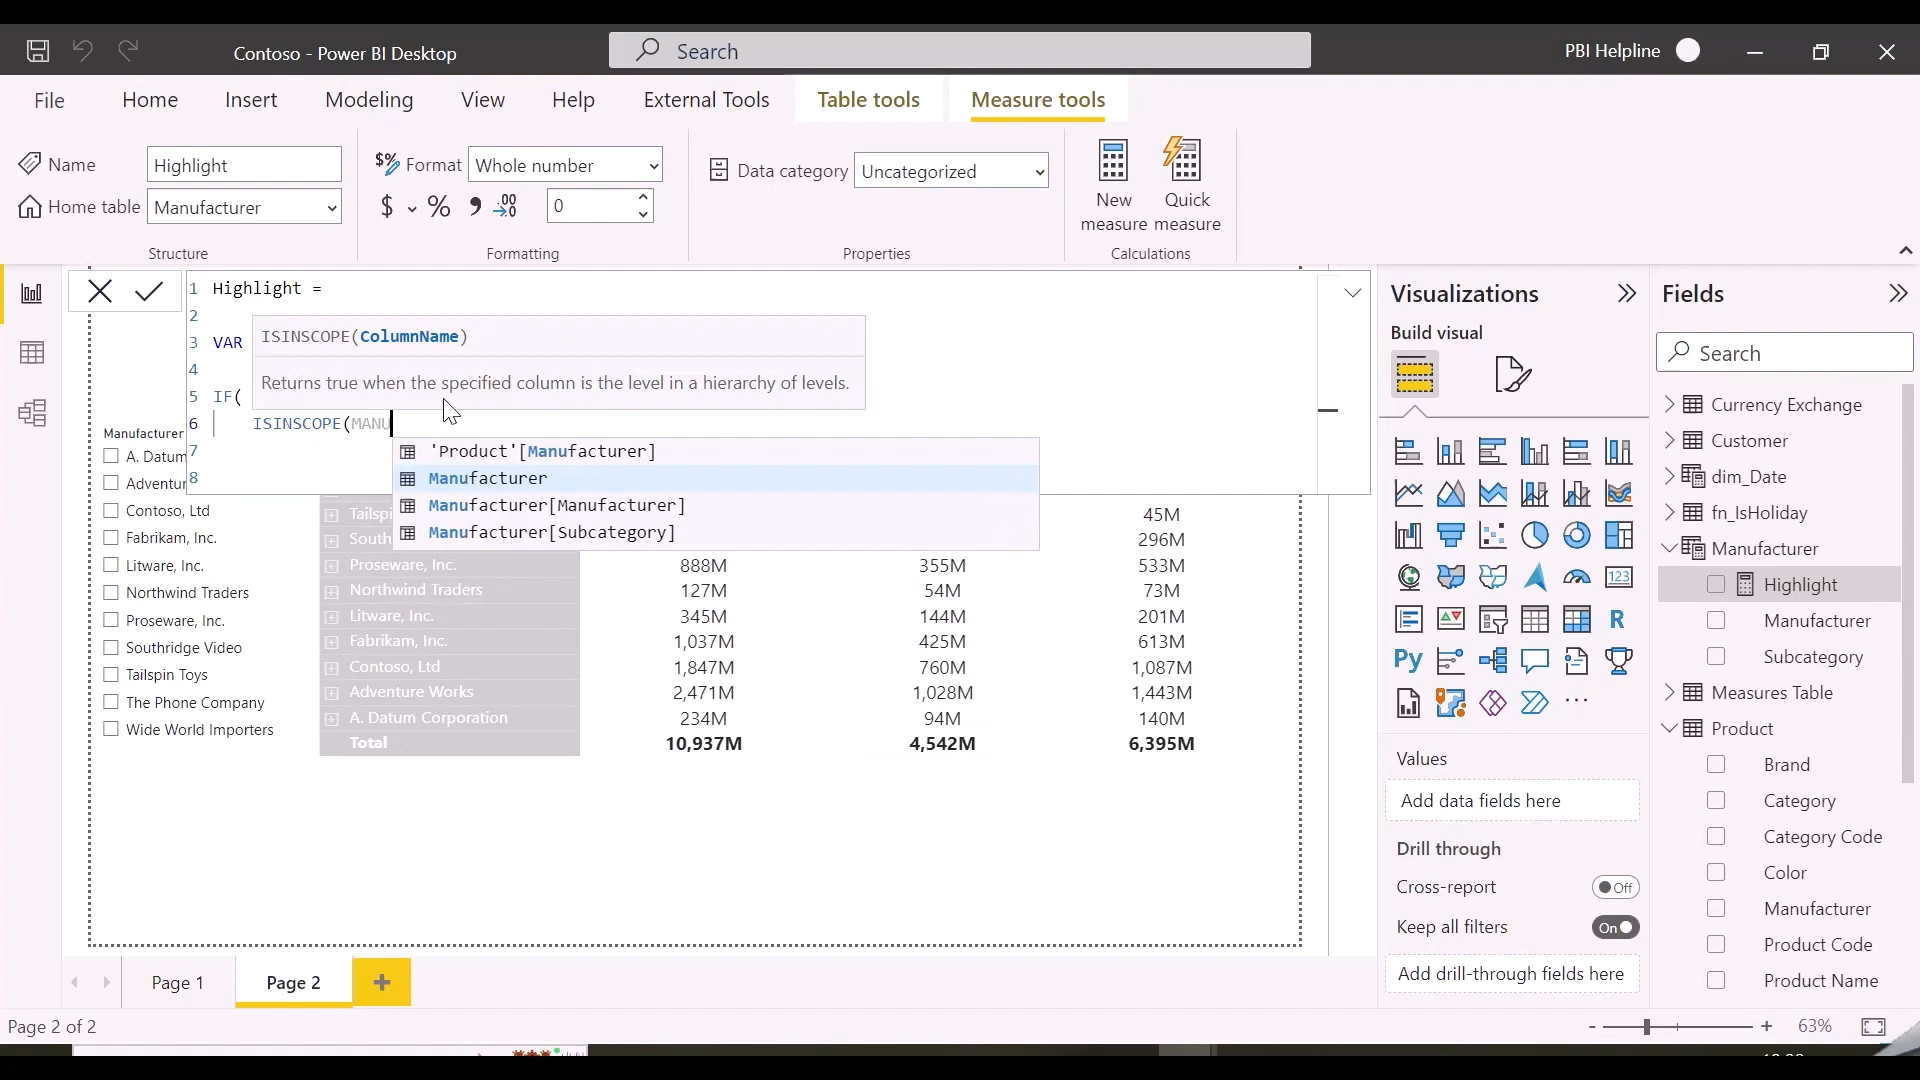 Contoso - Power BI Desktop
Search
PBI Helpline
File
Home
Insert
Modeling
View
Help
External Tools
Table tools
Measure tools
Name
Highlight
Home table
Manufacturer
Structure
Format
Whole number
0
Formatting
Data category
Uncategorized
Properties
New measure
Quick measure
Calculations
1 Highlight =
2
3 VAR
4
5 IF(
6 ISINSCOPE(MANU
7
8
ISINSCOPE(ColumnName)
Returns true when the specified column is the level in a hierarchy of levels.
'Product'[Manufacturer]
Manufacturer
Manufacturer[Manufacturer]
Manufacturer[Subcategory]
Manufacturer
A. Datum
Adventur
Contoso, Ltd
Fabrikam, Inc.
Litware, Inc.
Northwind Traders
Proseware, Inc.
Southridge Video
Tailspin Toys
The Phone Company
Wide World Importers
Tailspi 45M
South 296M
Proseware, Inc. 888M 355M 533M
Northwind Traders 127M 54M 73M
Litware, Inc. 345M 144M 201M
Fabrikam, Inc. 1,037M 425M 613M
Contoso, Ltd 1,847M 760M 1,087M
Adventure Works 2,471M 1,028M 1,443M
A. Datum Corporation 234M 94M 140M
Total 10,937M 4,542M 6,395M
Visualizations
Build visual
123
R
Py
Values
Add data fields here
Drill through
Cross-report
Off
Keep all filters
On
Add drill-through fields here
Fields
Search
Currency Exchange
Customer
dim_Date
fn_IsHoliday
Manufacturer
Highlight
Manufacturer
Subcategory
Measures Table
Product
Brand
Category
Category Code
Color
Manufacturer
Product Code
Product Name
Page 1
Page 2
Page 2 of 2
63%